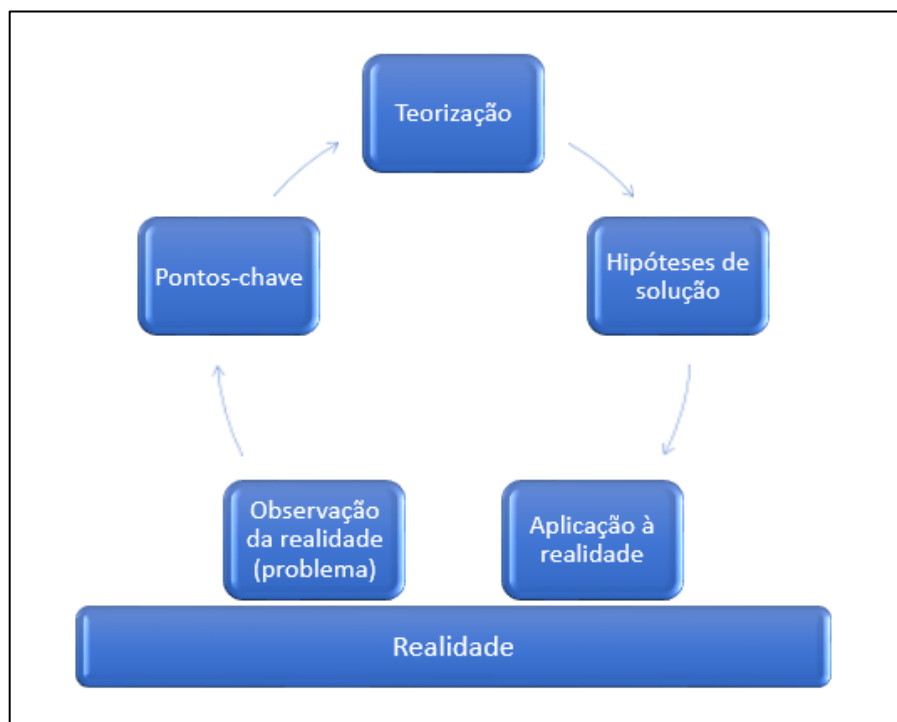 Teorização
Pontos-chave
Hipóteses de
solução
Observação
da realidade
(problema)
Aplicação à
realidade
Realidade